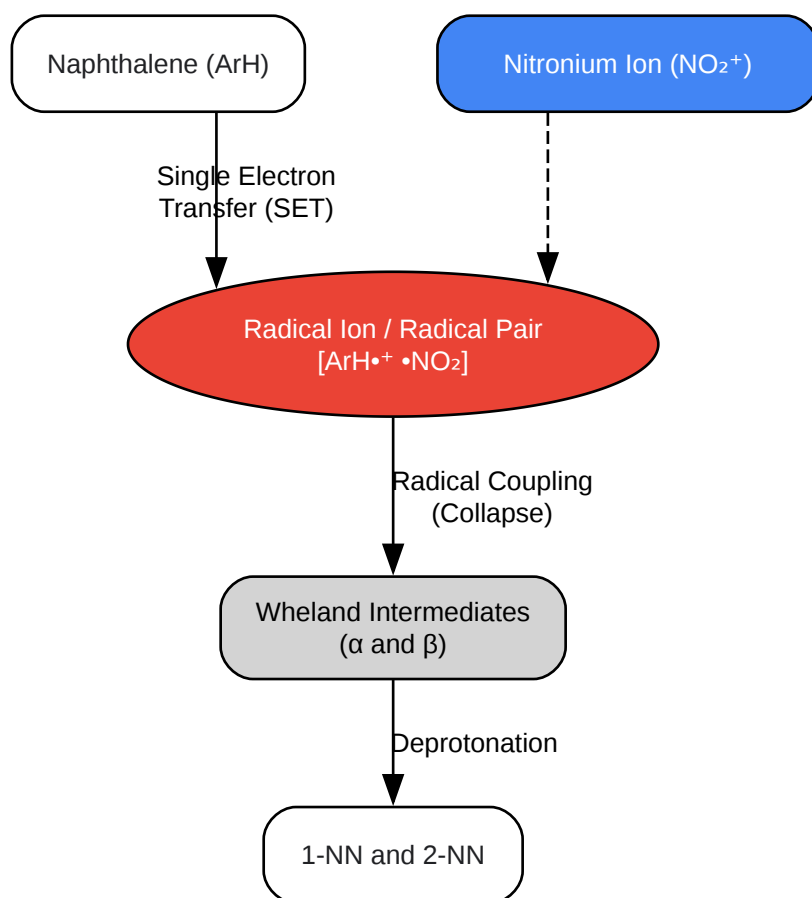 Naphthalene (ArH)
Nitronium Ion (NO₂⁺)
Single Electron
Transfer (SET)
Radical Ion / Radical Pair
[ArH•⁺ •NO₂]
Radical Coupling
(Collapse)
Wheland Intermediates
(α and β)
Deprotonation
1-NN and 2-NN